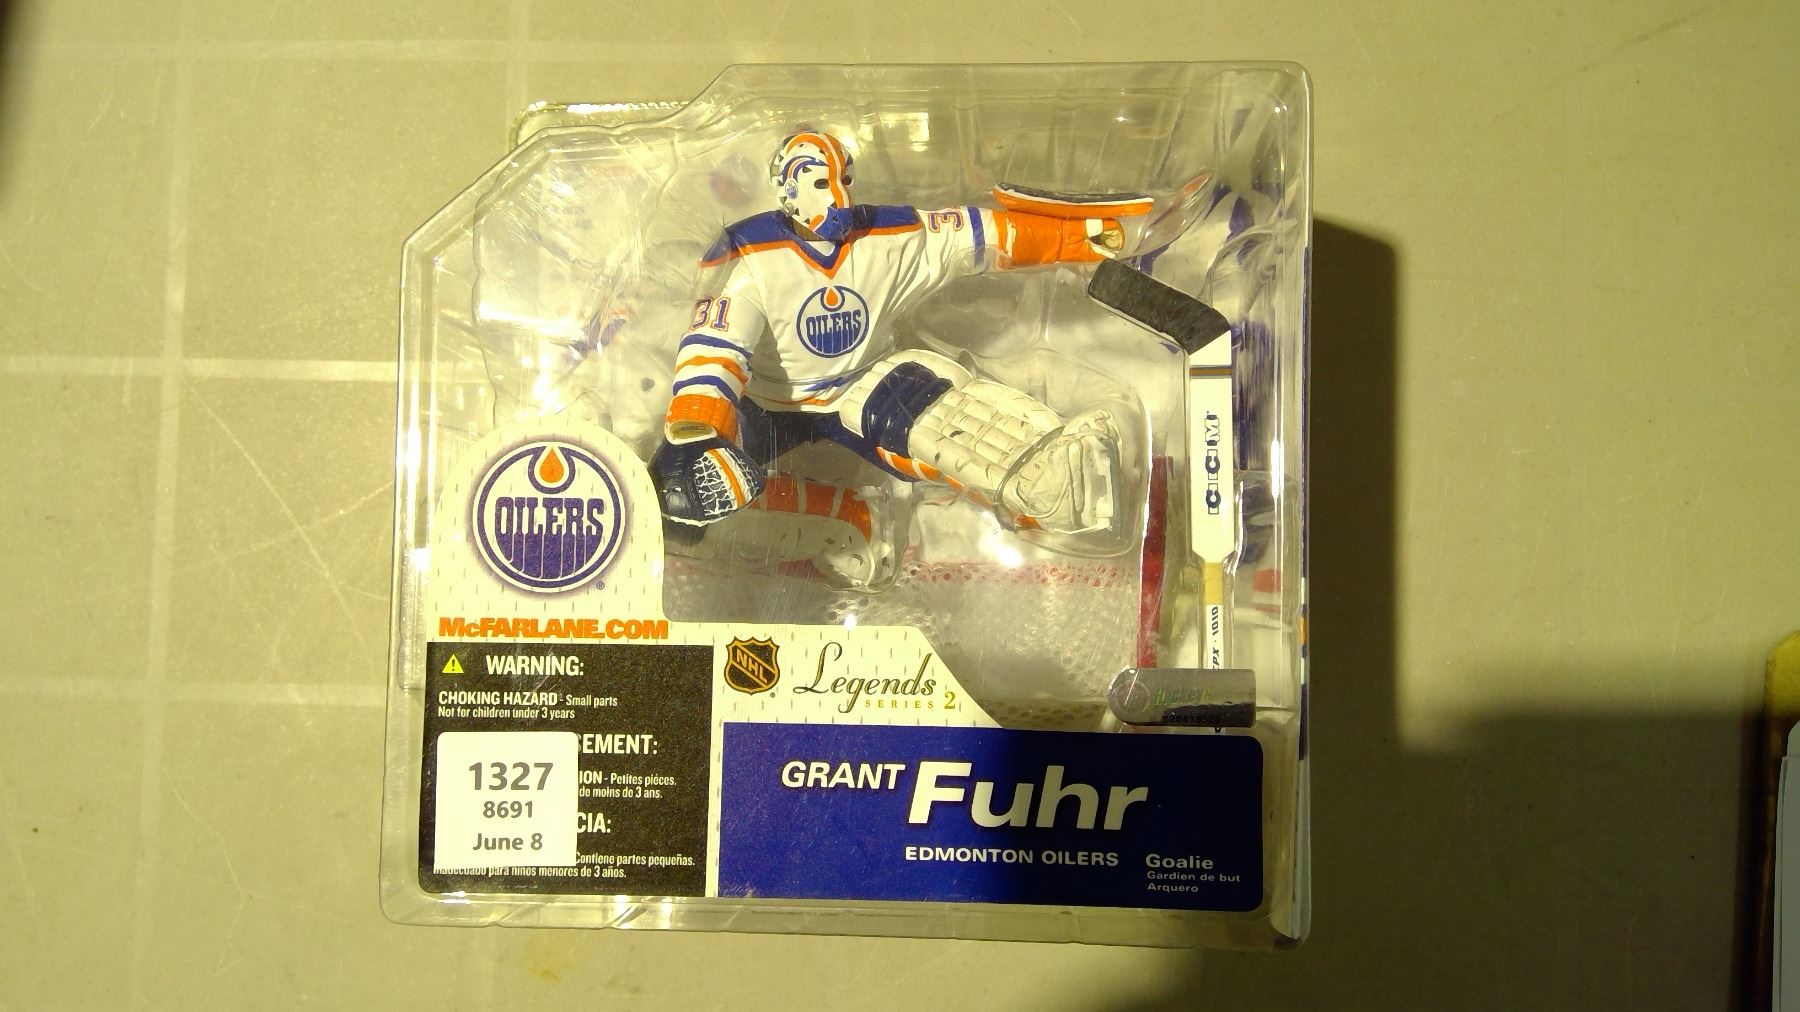 31
3
OILERS
CCM
OILERS
®
McFARLANE.COM
WARNING:
CHOKING HAZARD - Small parts
Not for children under 3 years
EMENT:
ION - Petites pièces.
de moins de 3 ans.
CIA:
Contiene partes pequeñas.
para niños menores de 3 años.
1327
8691
June 8
NHL
Legends
SERIES 2
GRANT Fuhr
EDMONTON OILERS
Goalie
Gardien de but
Arquero